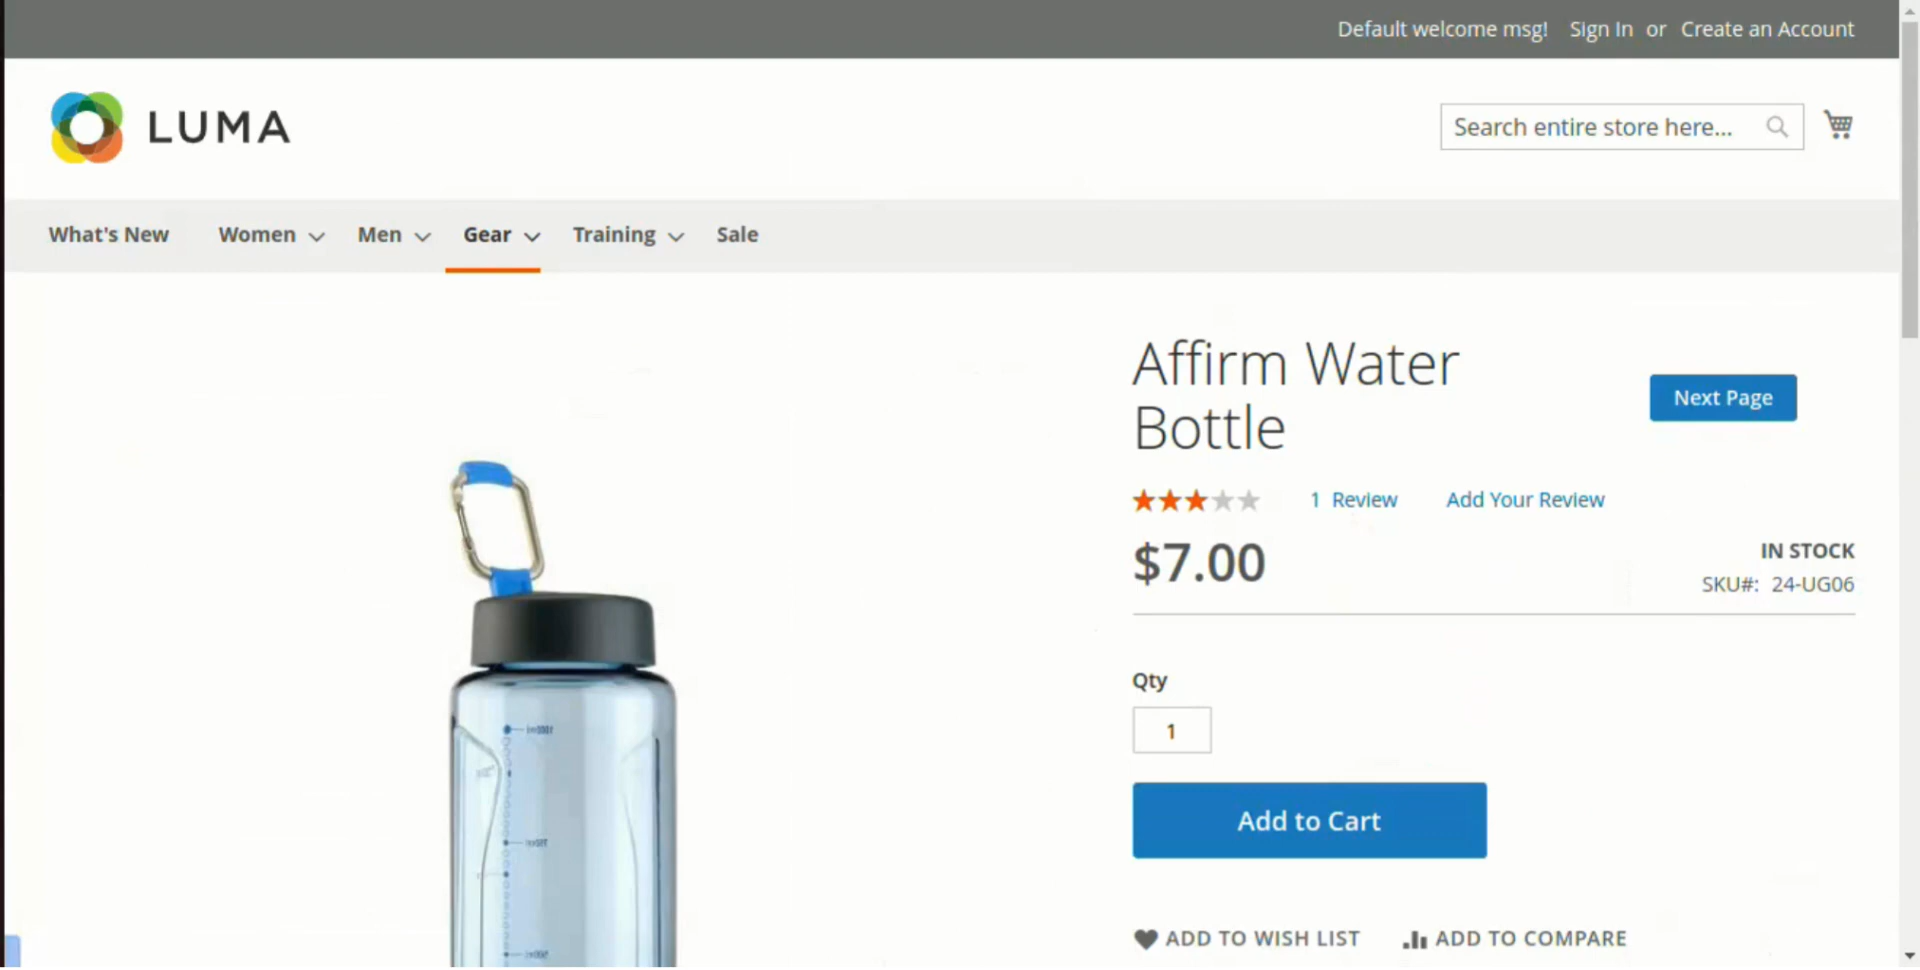 Default welcome msg! Sign In or Create an Account
LUMA
Search entire store here...
What's New Women Men Gear Training Sale
Affirm Water
Bottle
Next Page
1 Review Add Your Review
$7.00
IN STOCK
SKU#: 24-UG06
Qty
1
Add to Cart
ADD TO WISH LIST ADD TO COMPARE